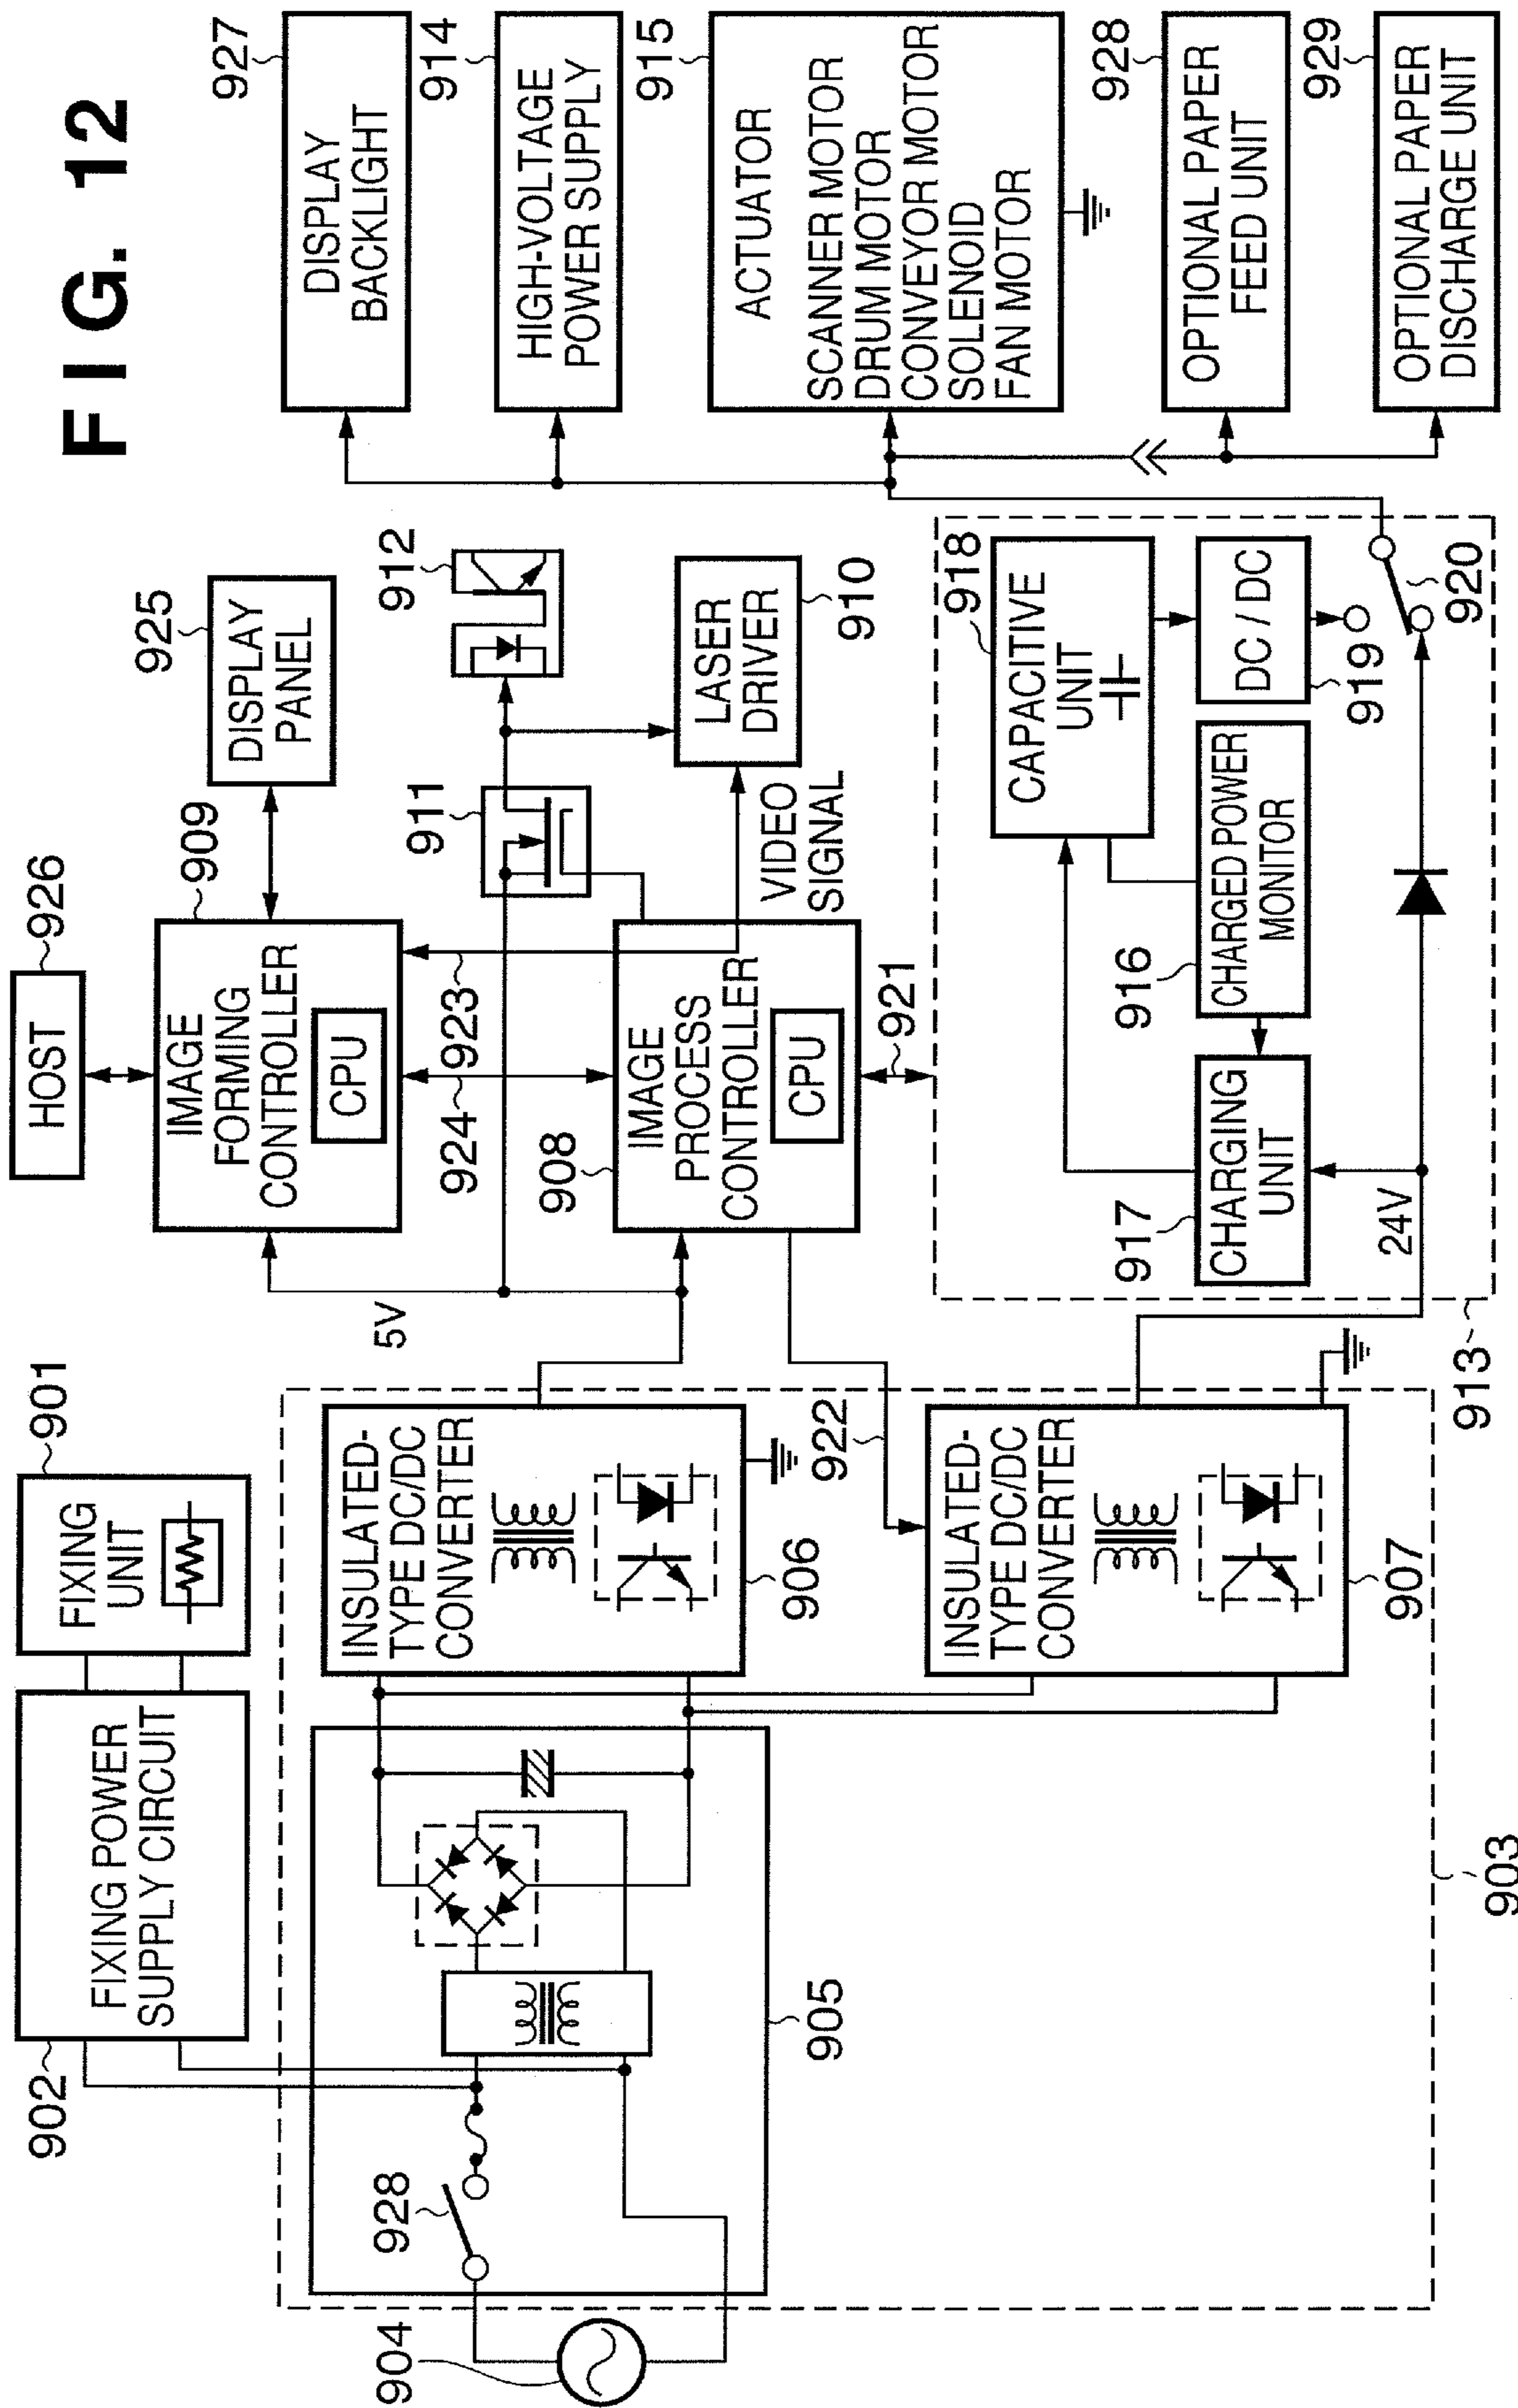 FIG. 12
901
FIXING
UNIT
FIXING POWER
SUPPLY CIRCUIT
902
904
928
905
903
INSULATED-
TYPE DC/DC
CONVERTER
906
INSULATED-
TYPE DC/DC
CONVERTER
907
922
5V
HOST
926
IMAGE
FORMING
CONTROLLER
CPU
909
DISPLAY
PANEL
925
924
923
908
IMAGE
PROCESS
CONTROLLER
CPU
921
911
912
VIDEO
SIGNAL
LASER
DRIVER
910
913
24V
CHARGING
UNIT
917
CHARGED POWER
MONITOR
916
CAPACITIVE
UNIT
918
DC / DC
919
920
DISPLAY
BACKLIGHT
927
HIGH-VOLTAGE
POWER SUPPLY
914
ACTUATOR
SCANNER MOTOR
DRUM MOTOR
CONVEYOR MOTOR
SOLENOID
FAN MOTOR
915
OPTIONAL PAPER
FEED UNIT
928
OPTIONAL PAPER
DISCHARGE UNIT
929